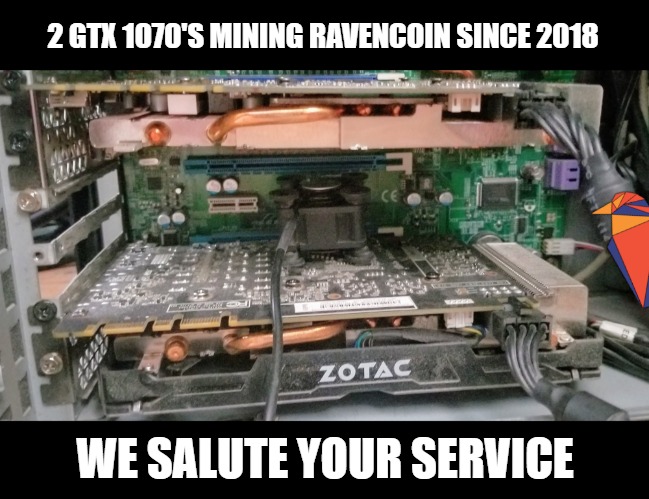 2 GTX 1070'S MINING RAVENCOIN SINCE 2018
ZOTAC
WE SALUTE YOUR SERVICE